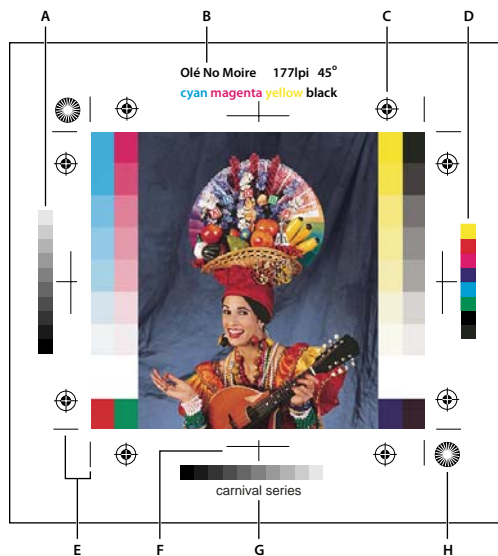 A B C D
Olé No Moire 177lpi 45°
cyan magenta yellow black
carnival series
E F G H